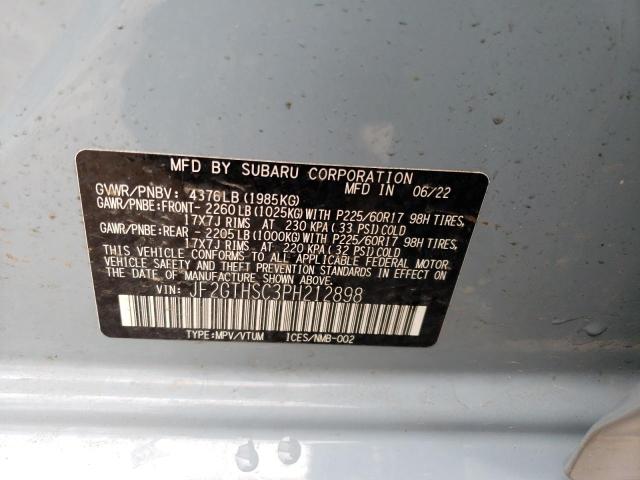 MFD BY SUBARU CORPORATION MFD IN 06/22
GVWR/PNBV: 4376LB(1985KG)
GAWR/PNBE:FRONT- 2260LB(1025KG)WITH P225/60R17 98H TIRES,
17X7J RIMS AT 230 KPA(33 PSI)COLD
GAWR/PNBE:REAR - 2205LB(1000KG)WITH P225/60R17 98H TIRES,
17X7J RIMS AT 220 KPA(32 PSI)COLD
THIS VEHICLE CONFORMS TO ALL APPLICABLE FEDERAL MOTOR
VEHICLE SAFETY AND THEFT PREVENTION STANDARDS IN EFFECT
ON THE DATE OF MANUFACTURE SHOWN ABOVE.
VIN: JF2GTHSC3PH212898
TYPE:MPV/VTUM ICES/NMB-002